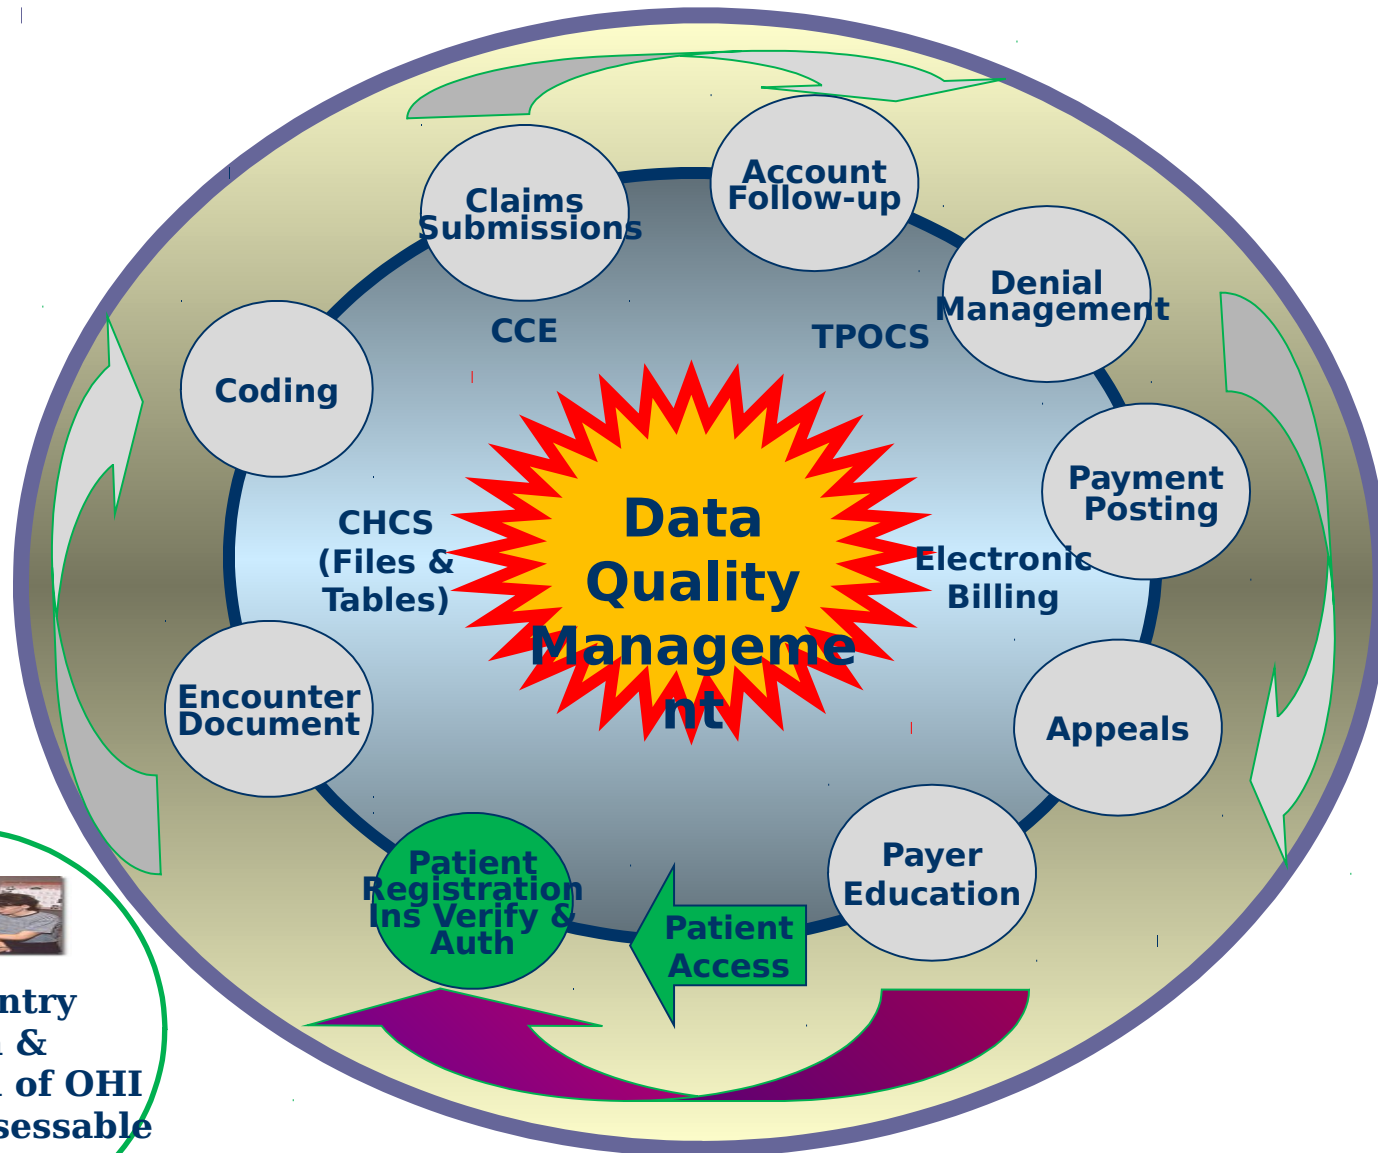 Account
Follow-up
Claims
Submissions
Denial
Management
CCE
TPOCS
Coding
Payment
Posting
CHCS
(Files &
Tables)
Data
Quality
Manageme
nt
Electronic
Billing
Encounter
Document
Appeals
Patient
Registration
Ins Verify &
Auth
Patient
Access
Payer
Education
ntry
&
of OHI
sessable